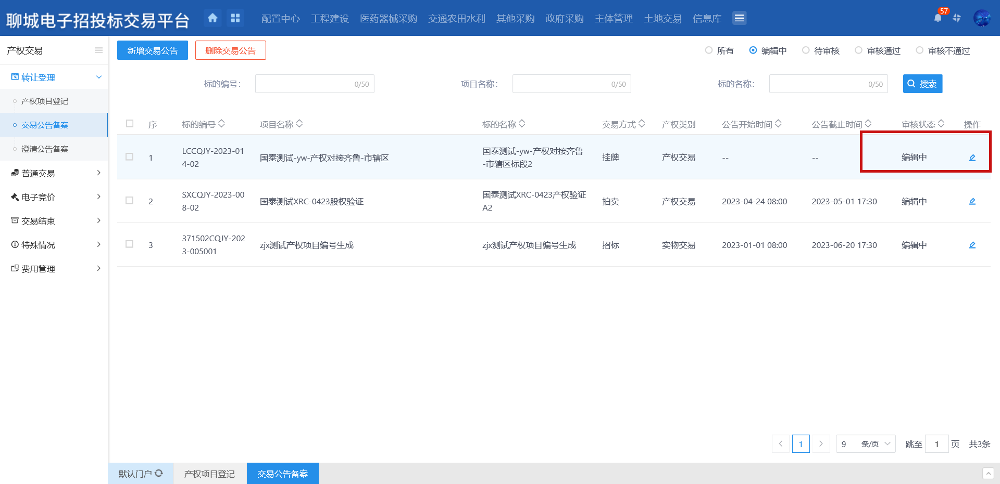 聊城电子招投标交易平台
配置中心 工程建设 医药器械采购 交通农田水利 其他采购 政府采购 主体管理 土地交易 信息库
57
产权交易
转让受理
产权项目登记
交易公告备案
澄清公告备案
普通交易
电子竞价
交易结束
特殊情况
费用管理
新增交易公告 删除交易公告
所有 编辑中 待审核 审核通过 审核不通过
标的编号: 0/50 项目名称: 0/50 标的名称: 0/50 搜索
序 标的编号 项目名称 标的名称 交易方式 产权类别 公告开始时间 公告截止时间 审核状态 操作
1 LCCQJY-2023-01
4-02 国泰测试-yw-产权对接齐鲁-市辖区 国泰测试-yw-产权对接齐鲁
-市辖区标段2 挂牌 产权交易 -- -- 编辑中
2 SXCQJY-2023-00
8-02 国泰测试XRC-0423股权验证 国泰测试XRC-0423产权验证
A2 拍卖 产权交易 2023-04-24 08:00 2023-05-01 17:30 编辑中
3 371502CQJY-202
3-005001 zjx测试产权项目编号生成 zjx测试产权项目编号生成 招标 实物交易 2023-01-01 08:00 2023-06-20 17:30 编辑中
1 9 条/页 跳至 1 页 共3条
默认门户 产权项目登记 交易公告备案